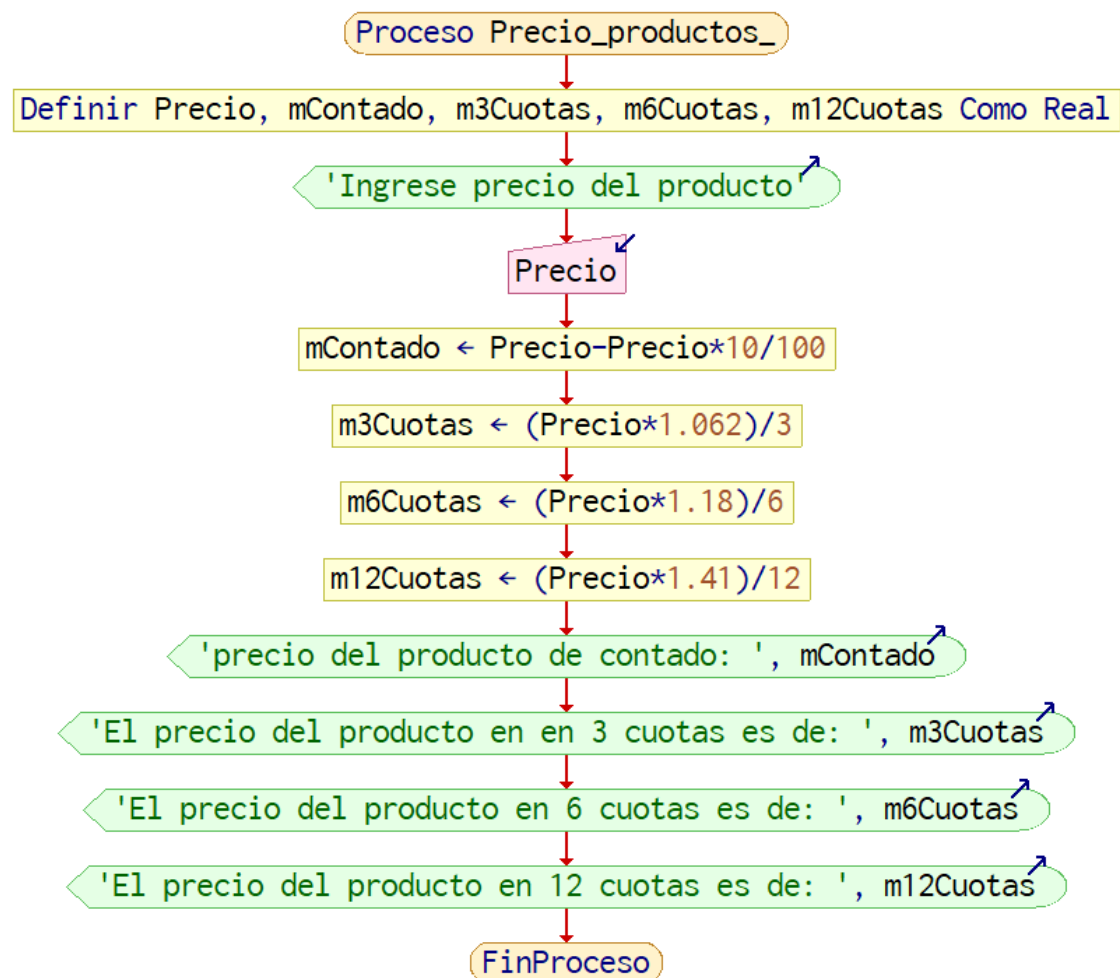 Proceso Precio_productos_
Definir Precio, mContado, m3Cuotas, m6Cuotas, m12Cuotas Como Real
'Ingrese precio del producto'
Precio
mContado ← Precio-Precio*10/100
m3Cuotas ← (Precio*1.062)/3
m6Cuotas ← (Precio*1.18)/6
m12Cuotas ← (Precio*1.41)/12
'precio del producto de contado: ', mContado
'El precio del producto en en 3 cuotas es de: ', m3Cuotas
'El precio del producto en 6 cuotas es de: ', m6Cuotas
'El precio del producto en 12 cuotas es de: ', m12Cuotas
FinProceso